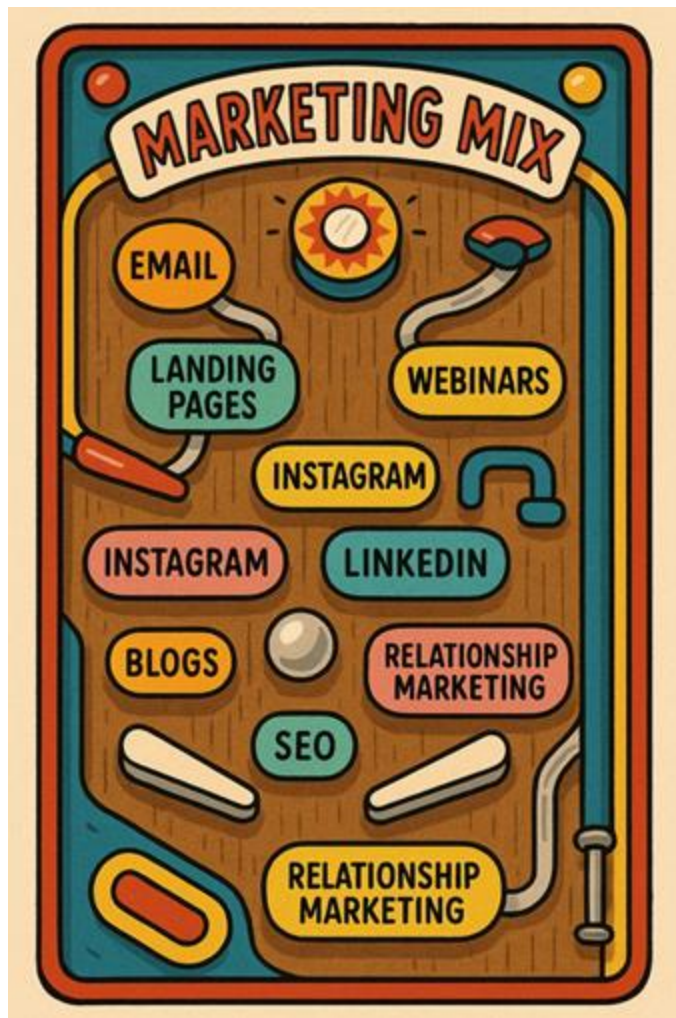 MARKETING MIX
EMAIL
LANDING
PAGES
WEBINARS
INSTAGRAM
INSTAGRAM
LINKEDIN
BLOGS
RELATIONSHIP
MARKETING
SEO
RELATIONSHIP
MARKETING